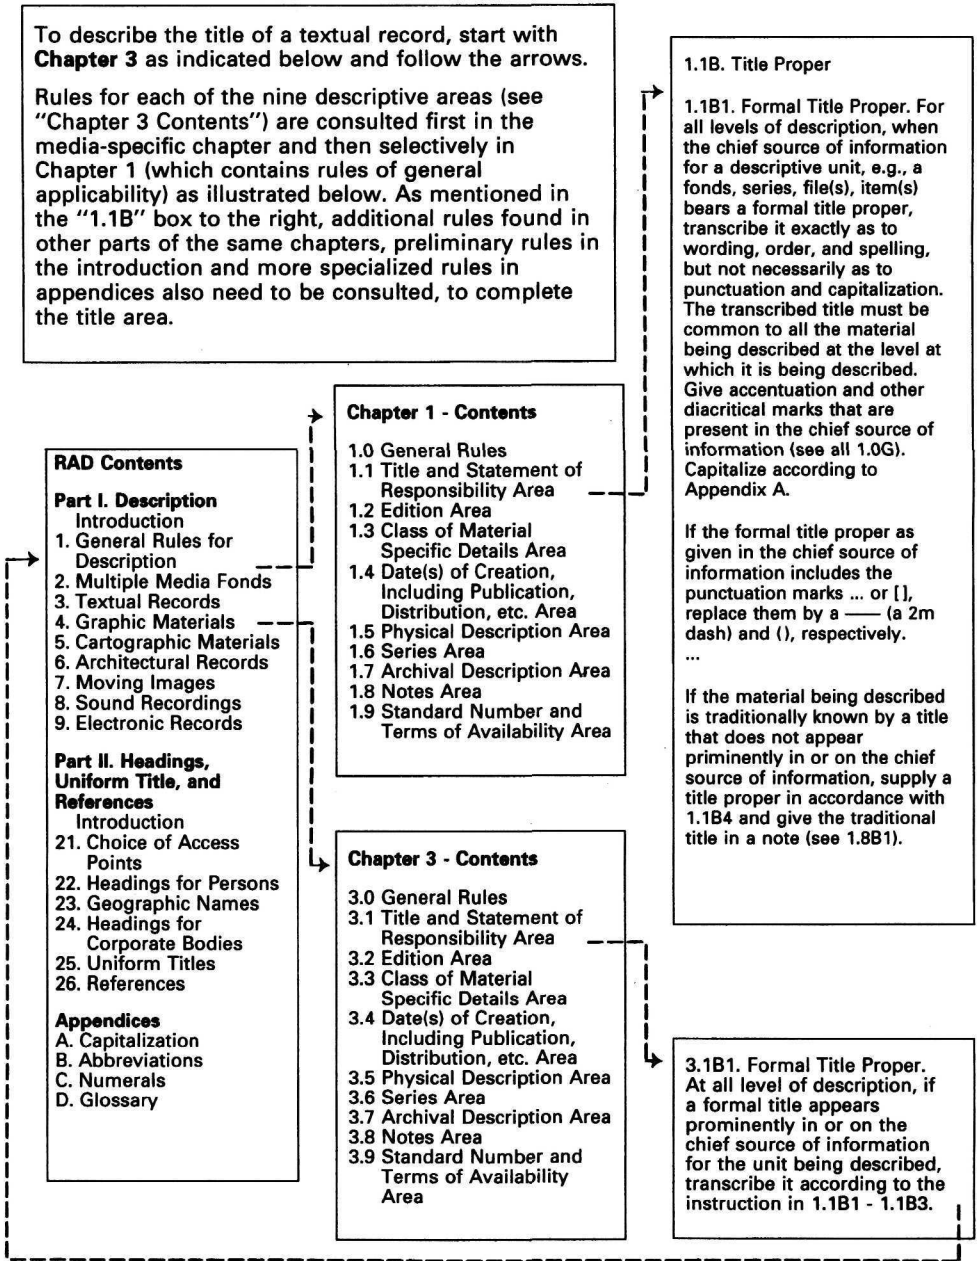 To describe the title of a textual record, start with
Chapter 3 as indicated below and follow the arrows.
Rules for each of the nine descriptive areas (see
"Chapter 3 Contents") are consulted first in the
media-specific chapter and then selectively in
Chapter 1 (which contains rules of general
applicability) as illustrated below. As mentioned in
the "1.1B" box to the right, additional rules found in
other parts of the same chapters, preliminary rules in
the introduction and more specialized rules in
appendices also need to be consulted, to complete
the title area.
RAD Contents
Part I. Description
Introduction
1. General Rules for
Description
2. Multiple Media Fonds
3. Textual Records
4. Graphic Materials
5. Cartographic Materials
6. Architectural Records
7. Moving Images
8. Sound Recordings
9. Electronic Records
Part II. Headings,
Uniform Title, and
References
Introduction
21. Choice of Access
Points
22. Headings for Persons
23. Geographic Names
24. Headings for
Corporate Bodies
25. Uniform Titles
26. References
Appendices
A. Capitalization
B. Abbreviations
C. Numerals
D. Glossary
Chapter 1 - Contents
1.0 General Rules
1.1 Title and Statement of
Responsibility Area
1.2 Edition Area
1.3 Class of Material
Specific Details Area
1.4 Date(s) of Creation,
Including Publication,
Distribution, etc. Area
1.5 Physical Description Area
1.6 Series Area
1.7 Archival Description Area
1.8 Notes Area
1.9 Standard Number and
Terms of Availability Area
Chapter 3 - Contents
3.0 General Rules
3.1 Title and Statement of
Responsibility Area
3.2 Edition Area
3.3 Class of Material
Specific Details Area
3.4 Date(s) of Creation,
Including Publication,
Distribution, etc. Area
3.5 Physical Description Area
3.6 Series Area
3.7 Archival Description Area
3.8 Notes Area
3.9 Standard Number and
Terms of Availability
Area
1.1B. Title Proper
1.1B1. Formal Title Proper. For
all levels of description, when
the chief source of information
for a descriptive unit, e.g., a
fonds, series, file(s), item(s)
bears a formal title proper,
transcribe it exactly as to
wording, order, and spelling,
but not necessarily as to
punctuation and capitalization.
The transcribed title must be
common to all the material
being described at the level at
which it is being described.
Give accentuation and other
diacritical marks that are
present in the chief source of
information (see all 1.0G).
Capitalize according to
Appendix A.
If the formal title proper as
given in the chief source of
information includes the
punctuation marks ... or [],
replace them by a —— (a 2m
dash) and (), respectively.
...
If the material being described
is traditionally known by a title
that does not appear
prominently in or on the chief
source of information, supply a
title proper in accordance with
1.1B4 and give the traditional
title in a note (see 1.8B1).
3.1B1. Formal Title Proper.
At all level of description, if
a formal title appears
prominently in or on the
chief source of information
for the unit being described,
transcribe it according to the
instruction in 1.1B1 - 1.1B3.